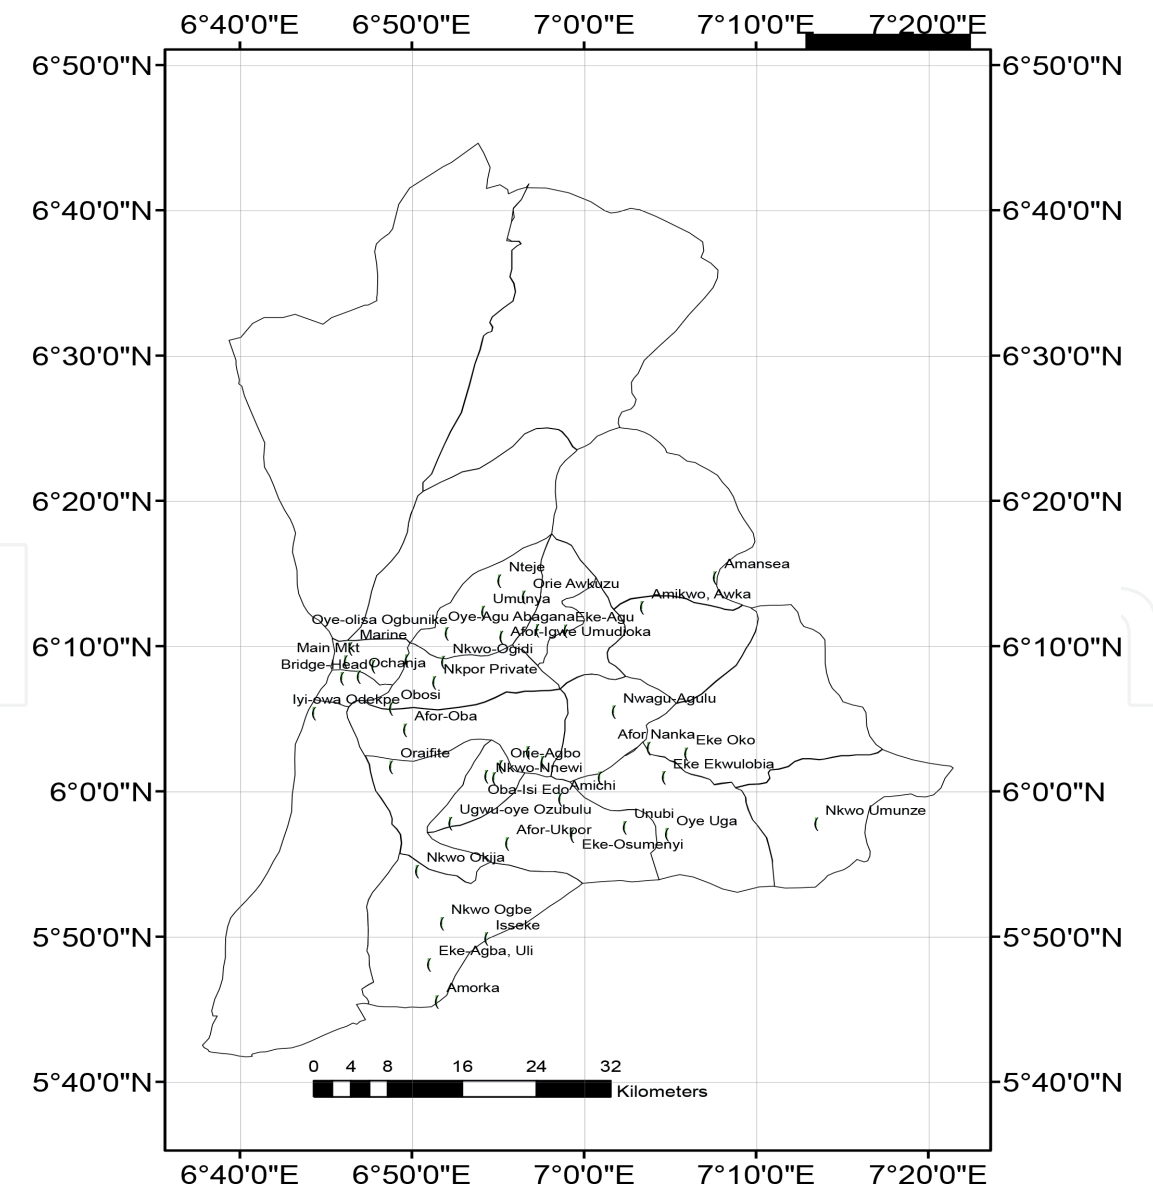 6°40'0"E 6°50'0"E 7°0'0"E 7°10'0"E 7°20'0"E
6°50'0"N 6°50'0"N
6°40'0"N 6°40'0"N
6°30'0"N 6°30'0"N
6°20'0"N 6°20'0"N
Amansea
Nteje
Orie Awkuzu
Amikwo, Awka
Umunya
Oye-olisa Ogbunike Oye-Agu Abagana Eke-Agu
Marine Afor-Igwe Umudioka
6°10'0"N 6°10'0"N
Main Mkt Nkwo-Ogidi
Bridge-Head Ochanja Nkpor Private
Iyi-owa Odekpe Obosi Nwagu-Agulu
Afor-Oba
Afor Nanka Eke Oko
Oraifite Orie-Agbo
Nkwo-Nnewi Eke Ekwulobia
6°0'0"N 6°0'0"N
Oba-Isi Edo Amichi
Ugwu-oye Ozubulu Unubi Oye Uga Nkwo Umunze
Afor-Ukpor
Eke-Osumenyi
Nkwo Okija
Nkwo Ogbe
Isseke
5°50'0"N 5°50'0"N
Eke-Agba, Uli
Amorka
0 4 8 16 24 32
5°40'0"N 5°40'0"N
Kilometers
6°40'0"E 6°50'0"E 7°0'0"E 7°10'0"E 7°20'0"E